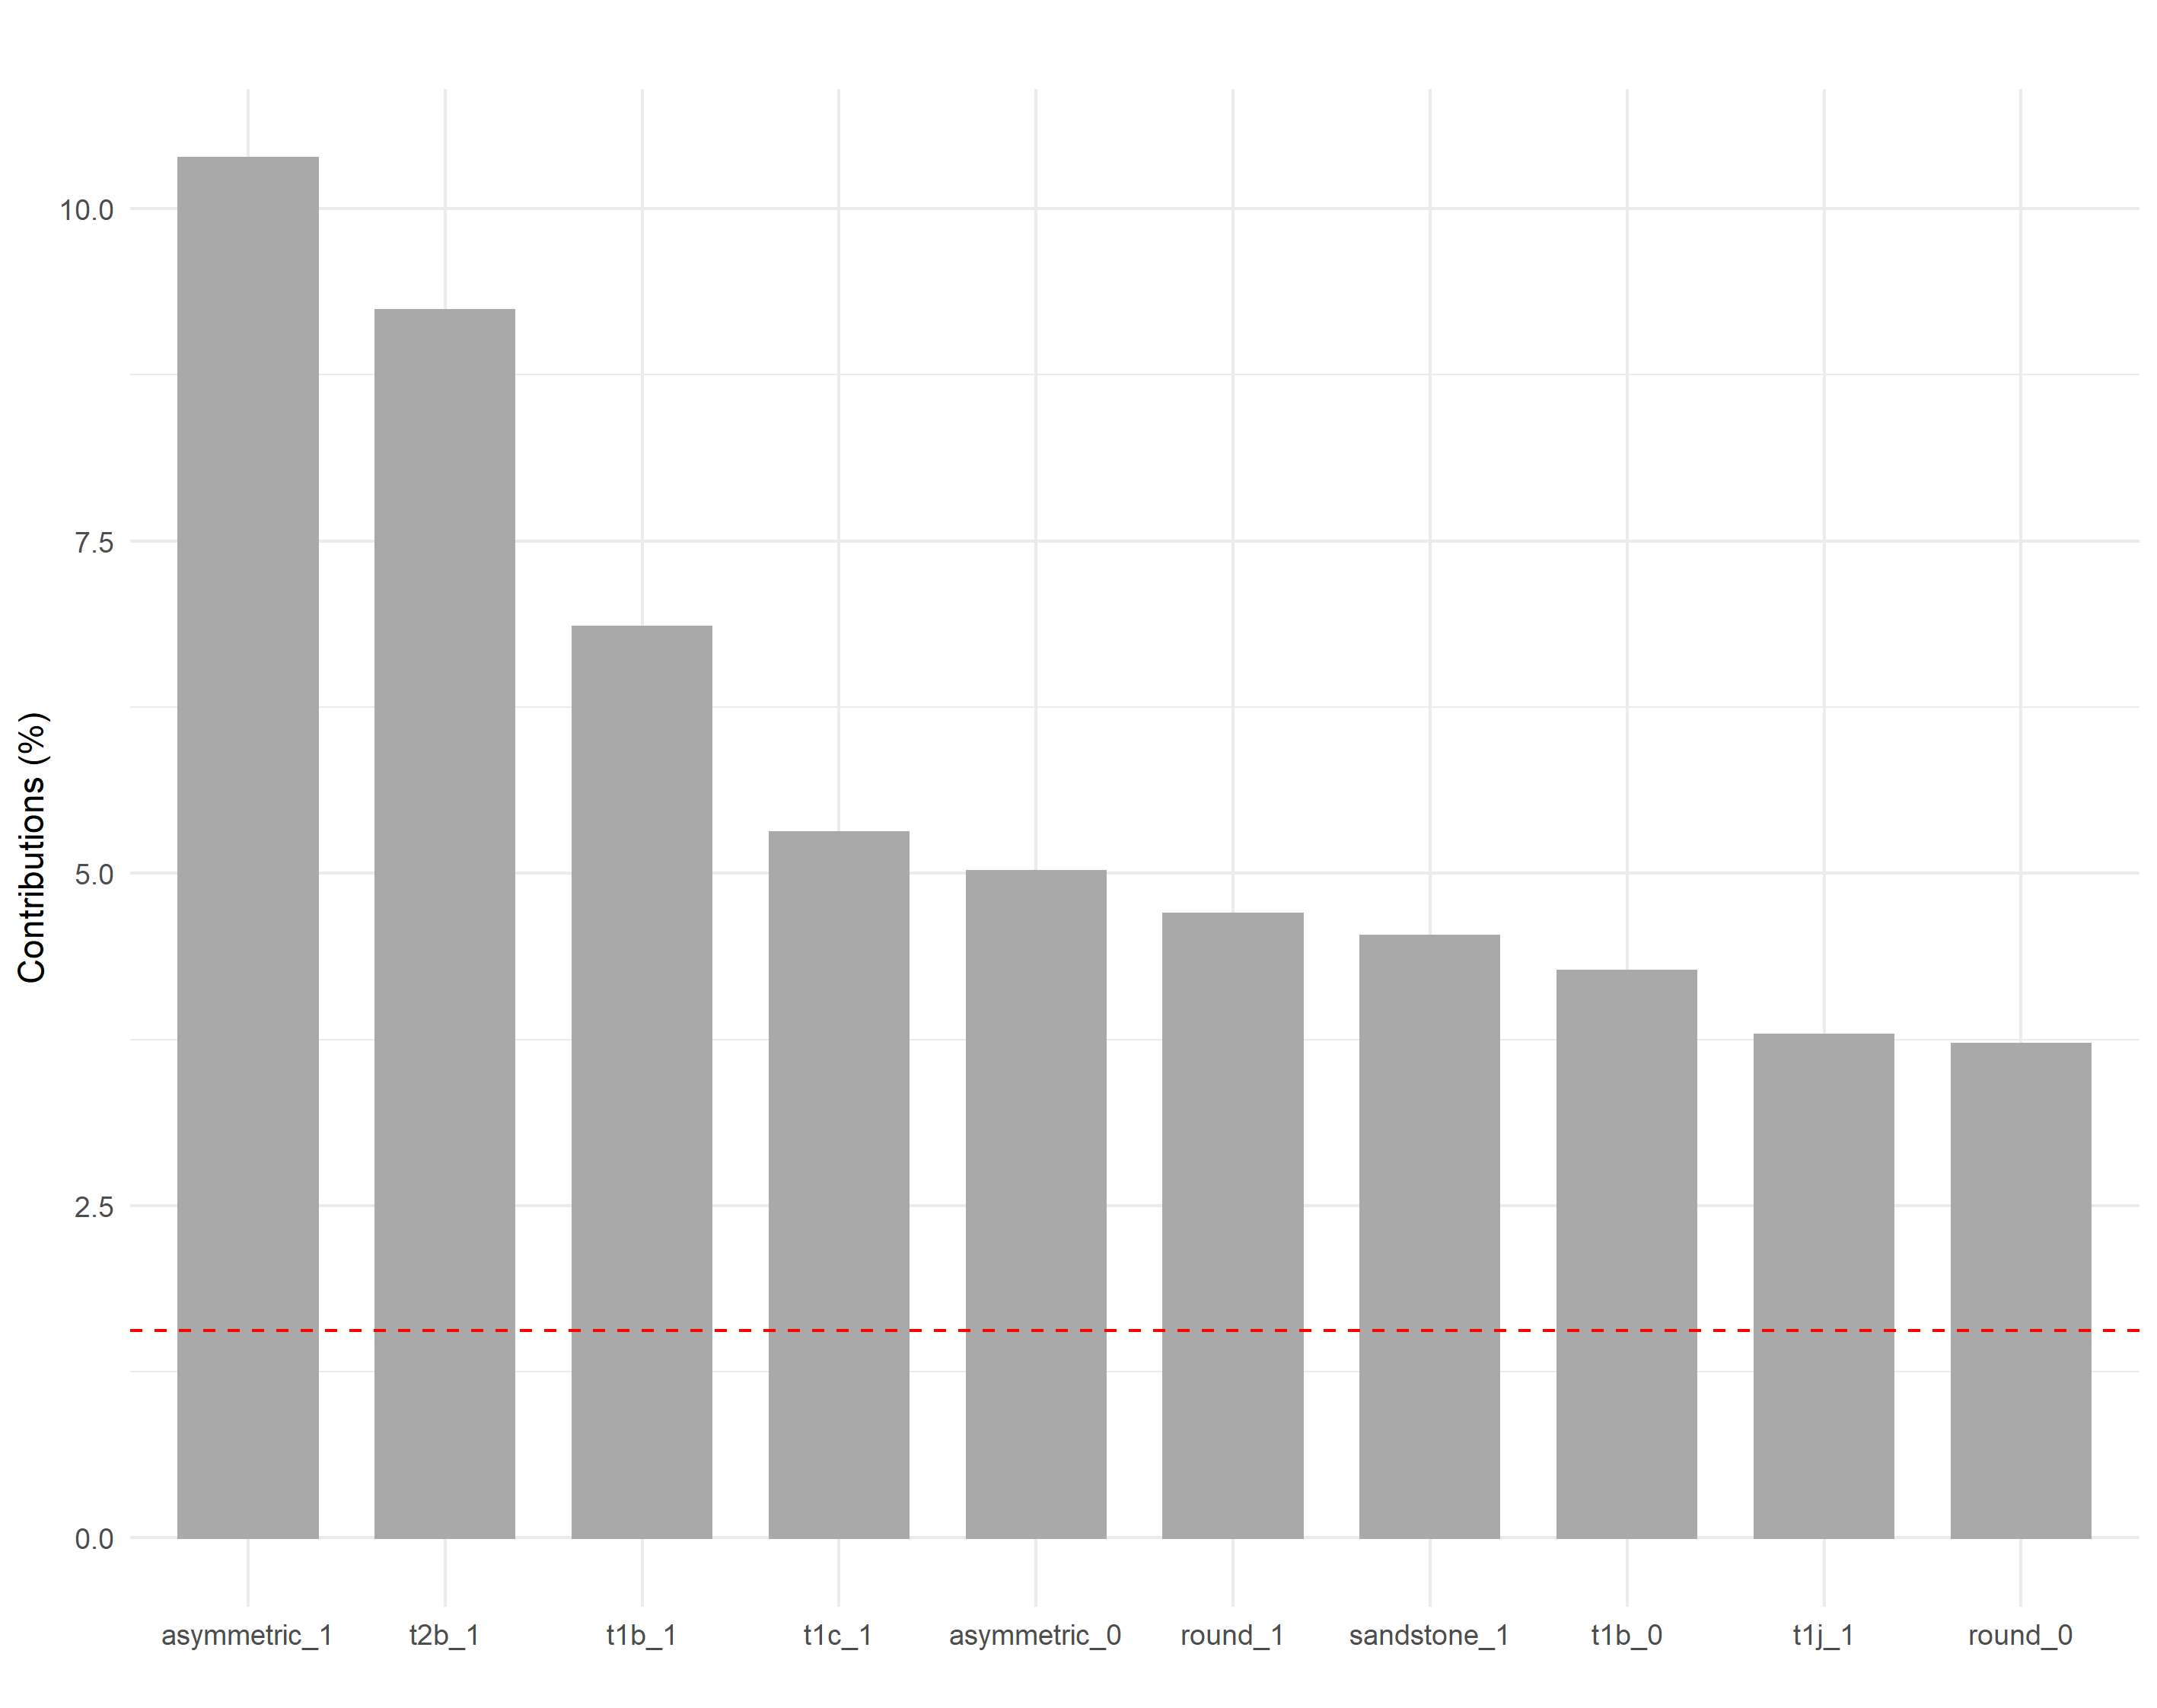 Contributions (%)
10.0
7.5
5.0
2.5
0.0
asymmetric_1 t2b_1 t1b_1 t1c_1 asymmetric_0 round_1 sandstone_1 t1b_0 t1j_1 round_0